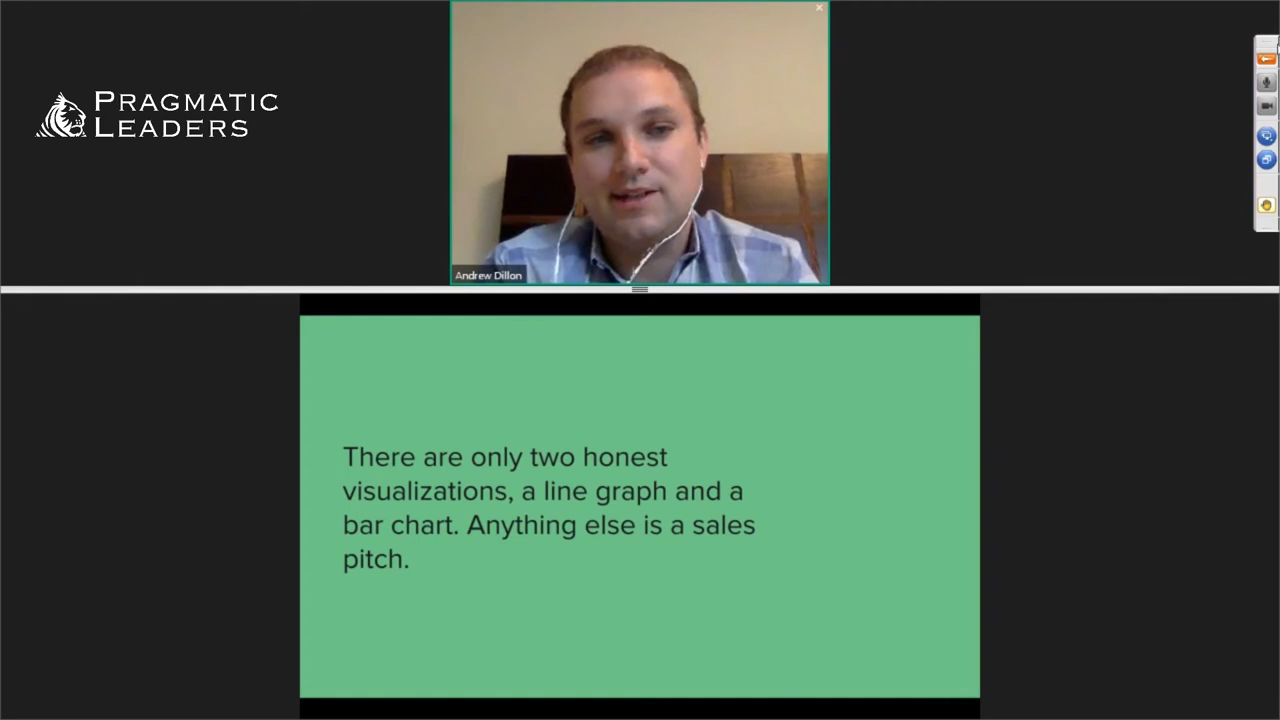 PRAGMATIC
LEADERS
Andrew Dillon
There are only two honest
visualizations, a line graph and a
bar chart. Anything else is a sales
pitch.